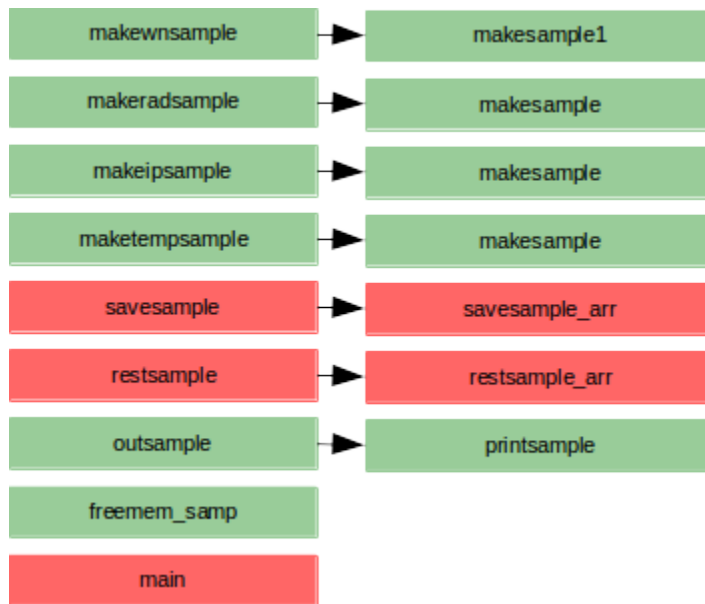 makewnsample
makesample1
makeradsample
makesample
makeipsample
makesample
maketempsample
makesample
savesample
savesample_arr
restsample
restsample_arr
outsample
printsample
freemem_samp
main